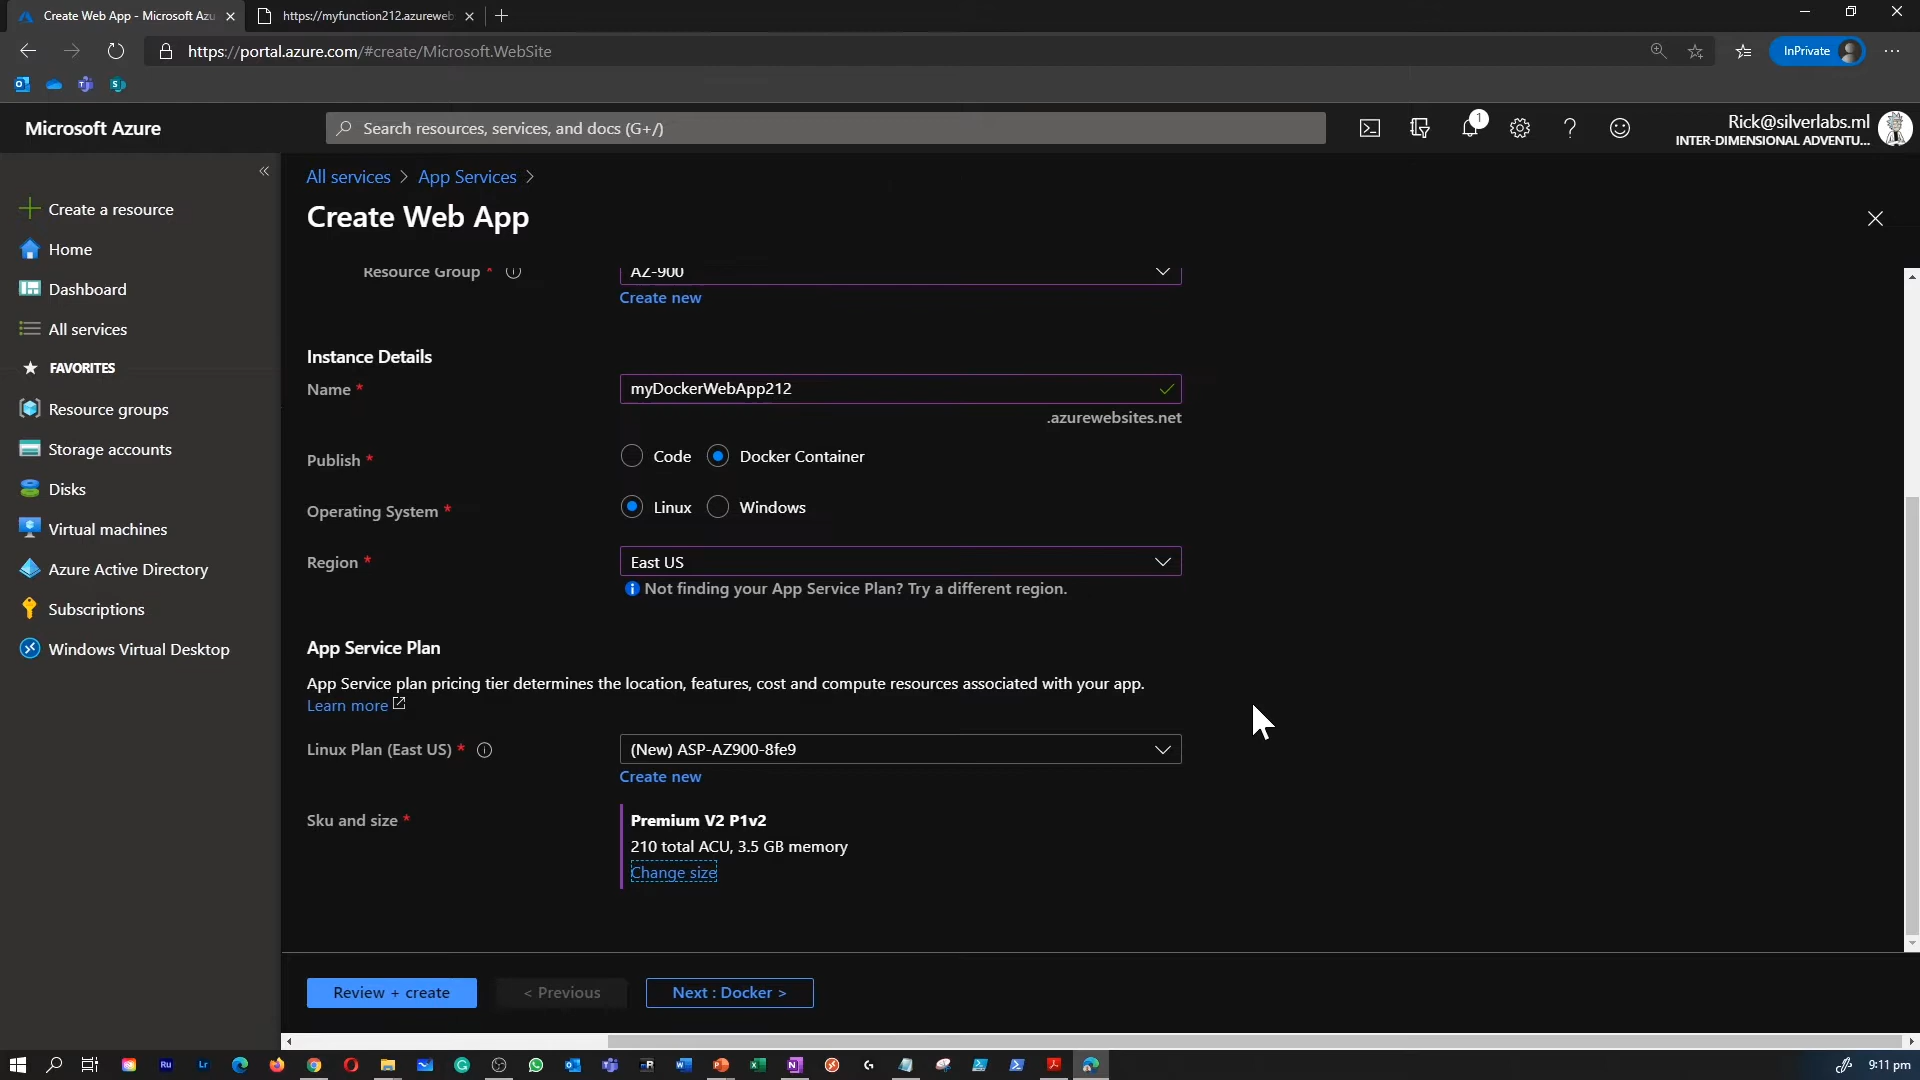 Create Web App - Microsoft Azu
https://myfunction212.azureweb
https://portal.azure.com/#create/Microsoft.WebSite
InPrivate
Microsoft Azure
Search resources, services, and docs (G+/)
1
Rick@silverlabs.ml
INTER-DIMENSIONAL ADVENTU...
All services > App Services >
Create Web App
Create a resource
Home
Dashboard
All services
FAVORITES
Resource groups
Storage accounts
Disks
Virtual machines
Azure Active Directory
Subscriptions
Windows Virtual Desktop
Resource Group *
AZ-900
Create new
Instance Details
Name *
myDockerWebApp212
.azurewebsites.net
Publish *
Code
Docker Container
Operating System *
Linux
Windows
Region *
East US
Not finding your App Service Plan? Try a different region.
App Service Plan
App Service plan pricing tier determines the location, features, cost and compute resources associated with your app.
Learn more
Linux Plan (East US) *
(New) ASP-AZ900-8fe9
Create new
Sku and size *
Premium V2 P1v2
210 total ACU, 3.5 GB memory
Change size
Review + create
< Previous
Next : Docker >
Ru
Lr
9:11 pm